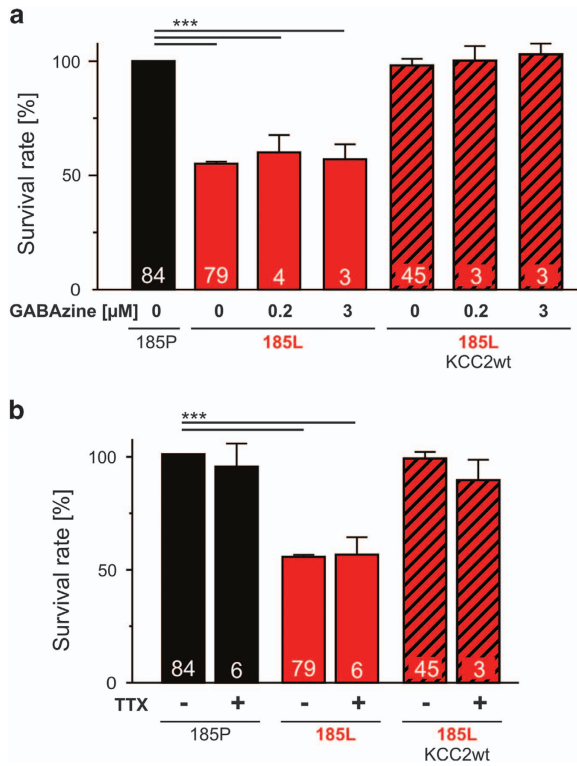 a
***
Survival rate [%]
100
50
0
84 79 4 3 45 3 3
GABAzine [µM] 0 0 0.2 3 0 0.2 3
185P 185L 185L
KCC2wt
b
***
Survival rate [%]
100
50
0
84 6 79 6 45 3
TTX - + - + - +
185P 185L 185L
KCC2wt